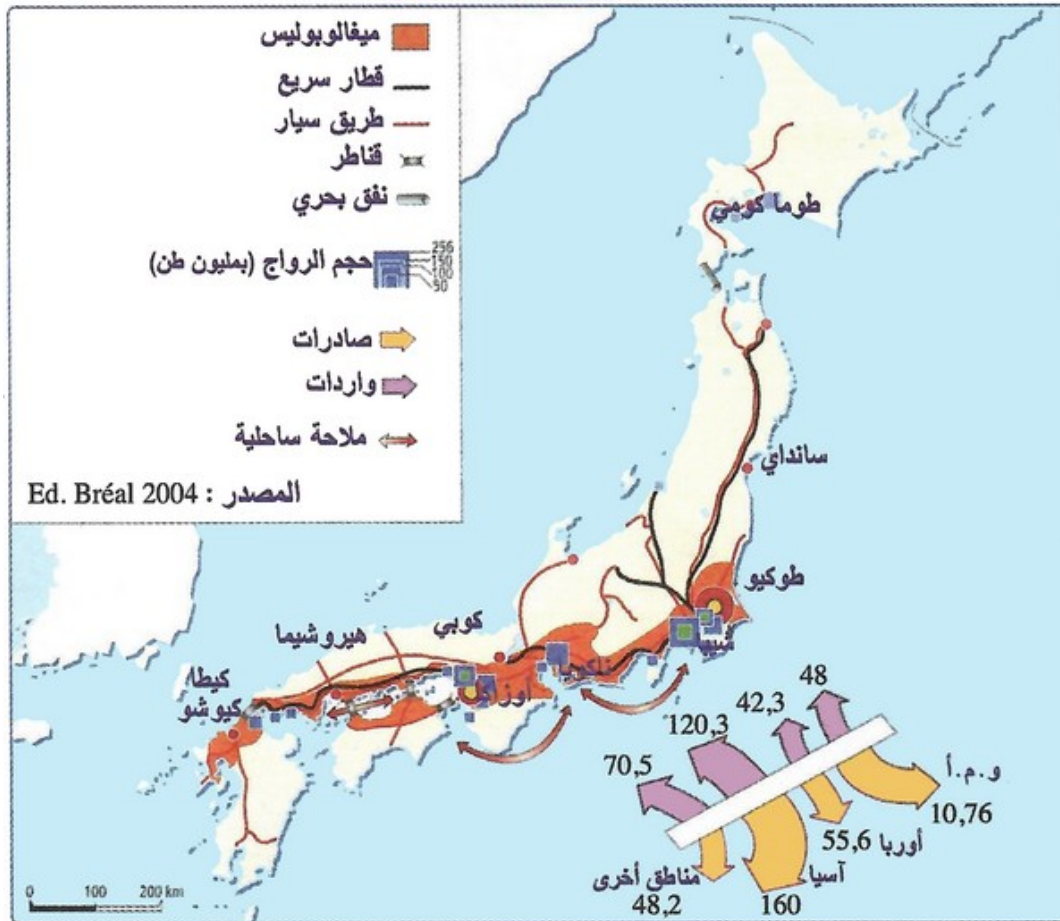 ميغالوبوليس
قطار سريع
طريق سيار
قناطر
نفق بحري
حجم الرواج (بمليون طن)
256
150
100
50
صادرات
واردات
ملاحة ساحلية
المصدر : Ed. Bréal 2004
طوما كومي
سانداي
طوكيو
كوبي
هيروشيما
ناكويا
كيطا
كيوشو
48
42,3
120,3
70,5
و.م.أ
10,76
أوربا
55,6
آسيا
160
مناطق أخرى
48,2
0 100 200 km